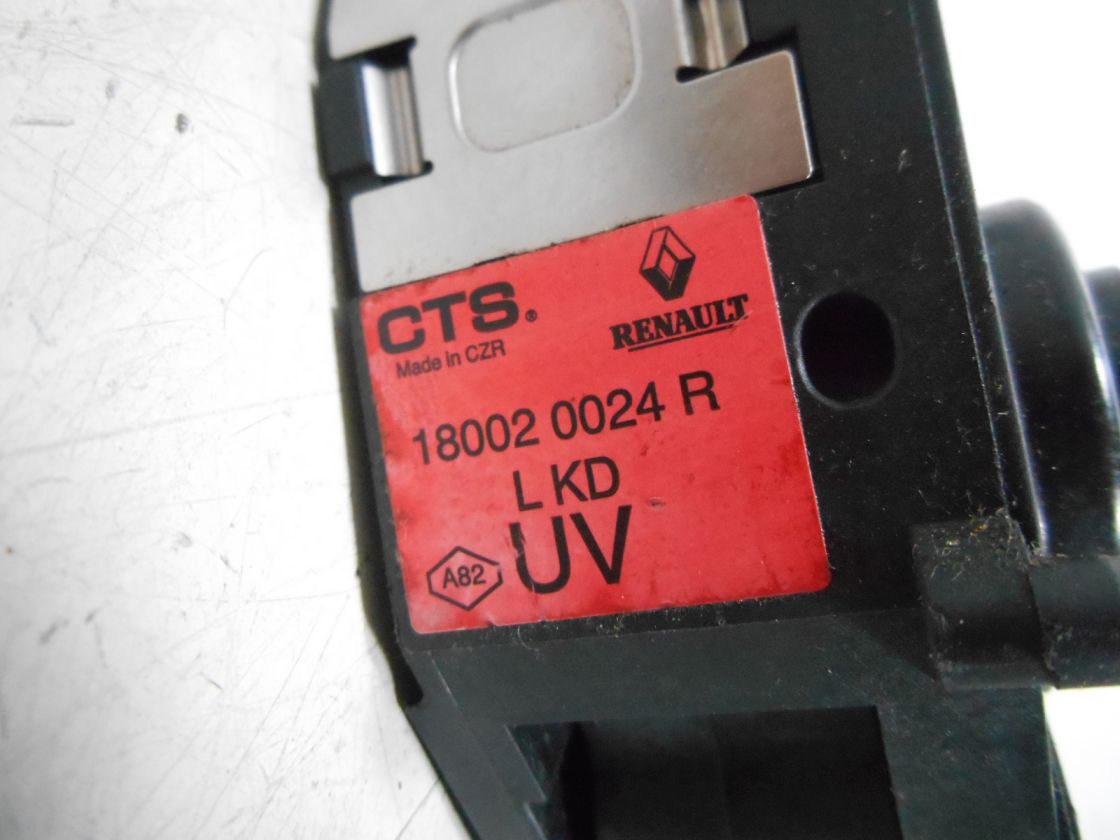 CTS®
Made in CZR
RENAULT
18002 0024 R
L KD
UV
A82